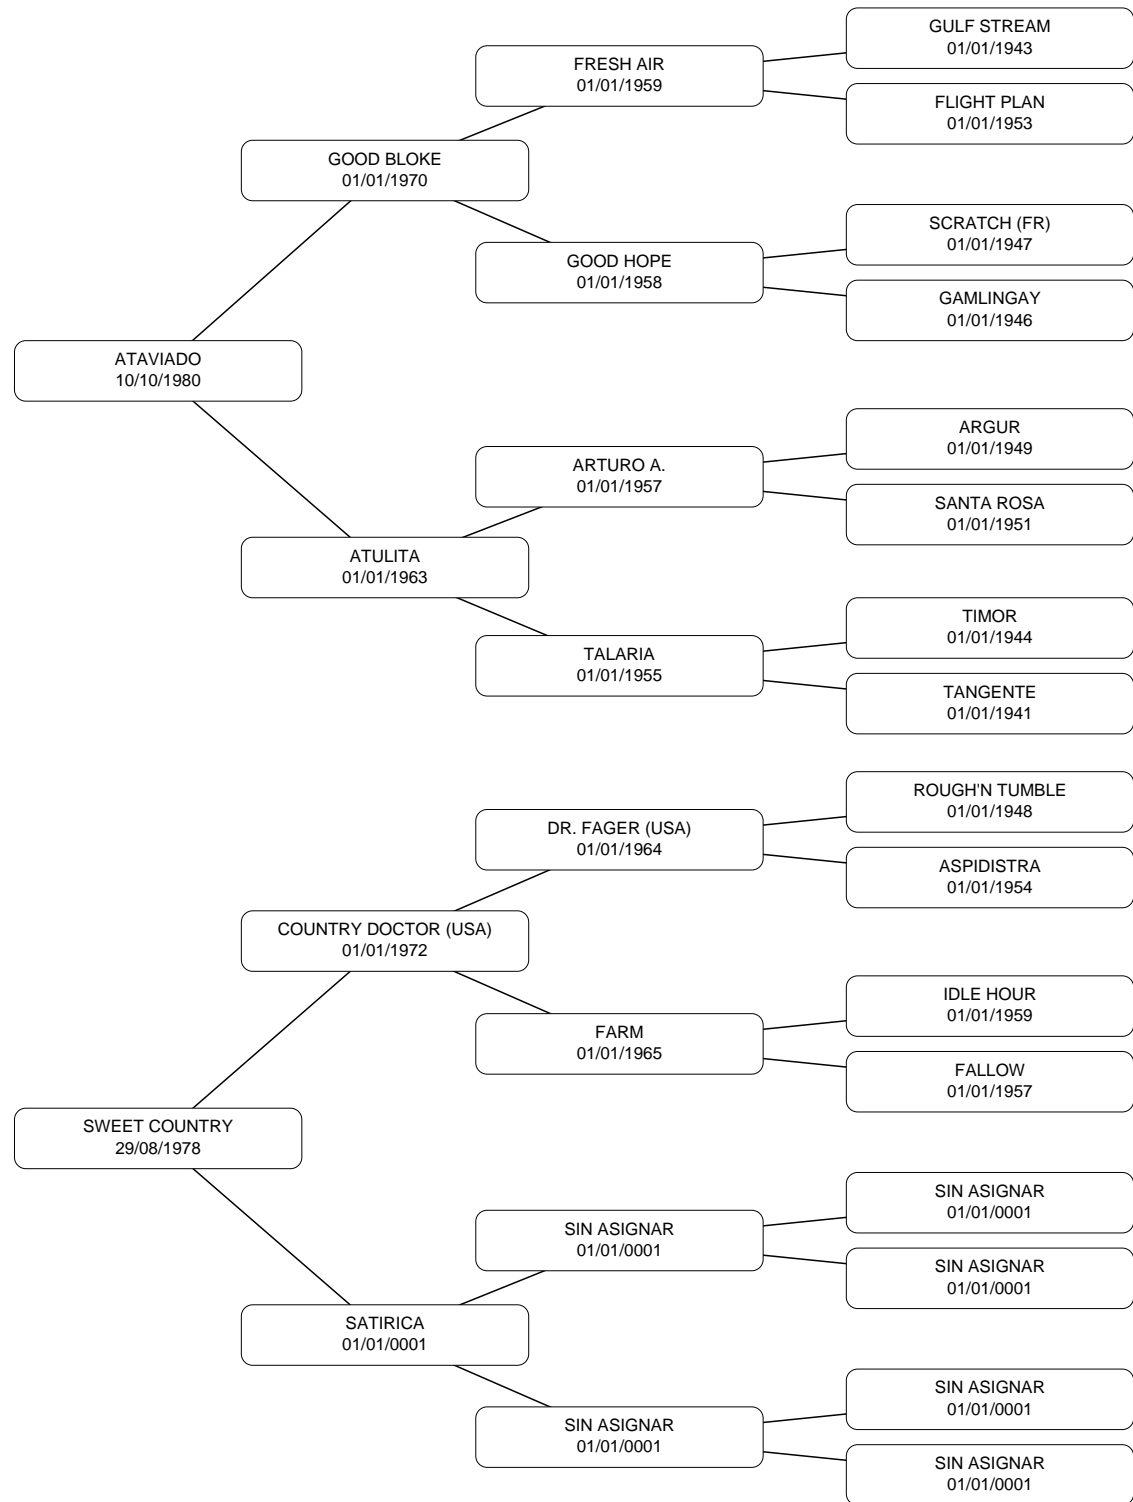 GULF STREAM
01/01/1943
FRESH AIR
01/01/1959
FLIGHT PLAN
01/01/1953
GOOD BLOKE
01/01/1970
SCRATCH (FR)
01/01/1947
GOOD HOPE
01/01/1958
GAMLINGAY
01/01/1946
ATAVIADO
10/10/1980
ARGUR
01/01/1949
ARTURO A.
01/01/1957
SANTA ROSA
01/01/1951
ATULITA
01/01/1963
TIMOR
01/01/1944
TALARIA
01/01/1955
TANGENTE
01/01/1941
ROUGH'N TUMBLE
01/01/1948
DR. FAGER (USA)
01/01/1964
ASPIDISTRA
01/01/1954
COUNTRY DOCTOR (USA)
01/01/1972
IDLE HOUR
01/01/1959
FARM
01/01/1965
FALLOW
01/01/1957
SWEET COUNTRY
29/08/1978
SIN ASIGNAR
01/01/0001
SIN ASIGNAR
01/01/0001
SIN ASIGNAR
01/01/0001
SATIRICA
01/01/0001
SIN ASIGNAR
01/01/0001
SIN ASIGNAR
01/01/0001
SIN ASIGNAR
01/01/0001